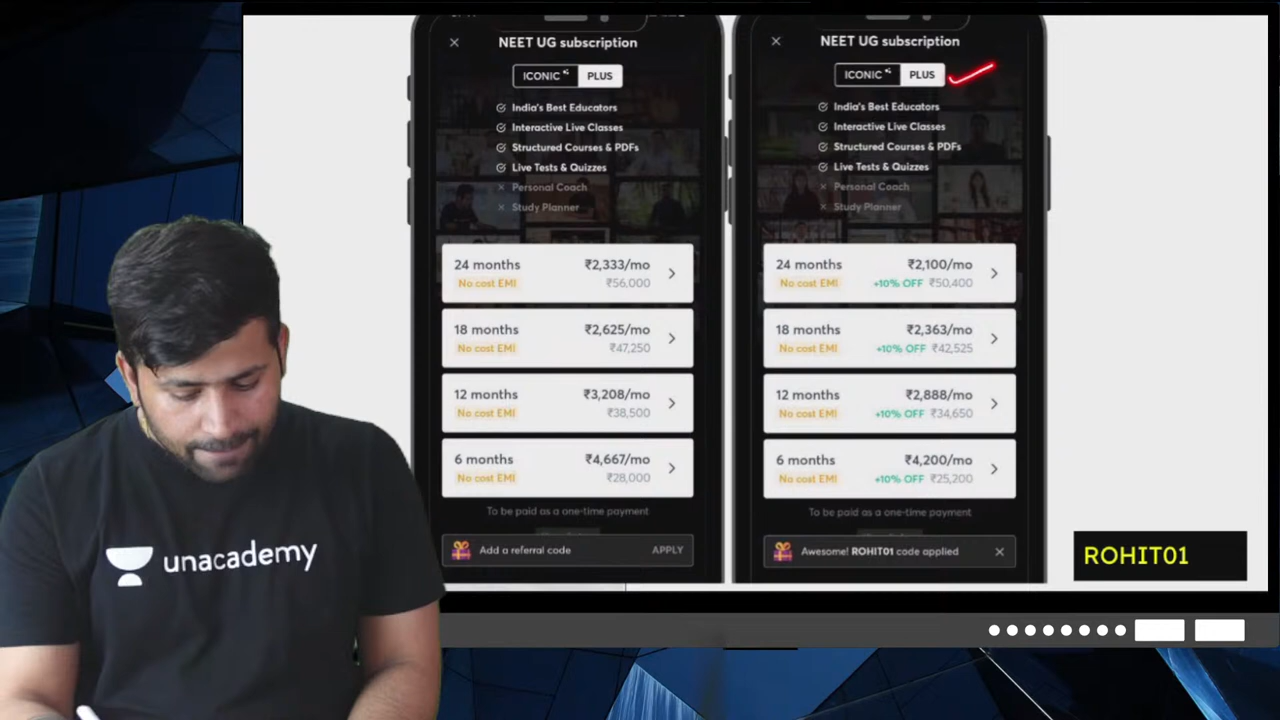 NEET UG subscription
ICONIC PLUS
India's Best Educators
Interactive Live Classes
Structured Courses & PDFs
Live Tests & Quizzes
Personal Coach
Study Planner
24 months ₹2,333/mo
No cost EMI ₹56,000
18 months ₹2,625/mo
No cost EMI ₹47,250
12 months ₹3,208/mo
No cost EMI ₹38,500
6 months ₹4,667/mo
No cost EMI ₹28,000
To be paid as a one-time payment
Add a referral code APPLY
NEET UG subscription
ICONIC PLUS
India's Best Educators
Interactive Live Classes
Structured Courses & PDFs
Live Tests & Quizzes
Personal Coach
Study Planner
24 months ₹2,100/mo
No cost EMI +10% OFF ₹50,400
18 months ₹2,363/mo
No cost EMI +10% OFF ₹42,525
12 months ₹2,888/mo
No cost EMI +10% OFF ₹34,650
6 months ₹4,200/mo
No cost EMI +10% OFF ₹25,200
To be paid as a one-time payment
Awesome! ROHIT01 code applied
ROHIT01
unacademy